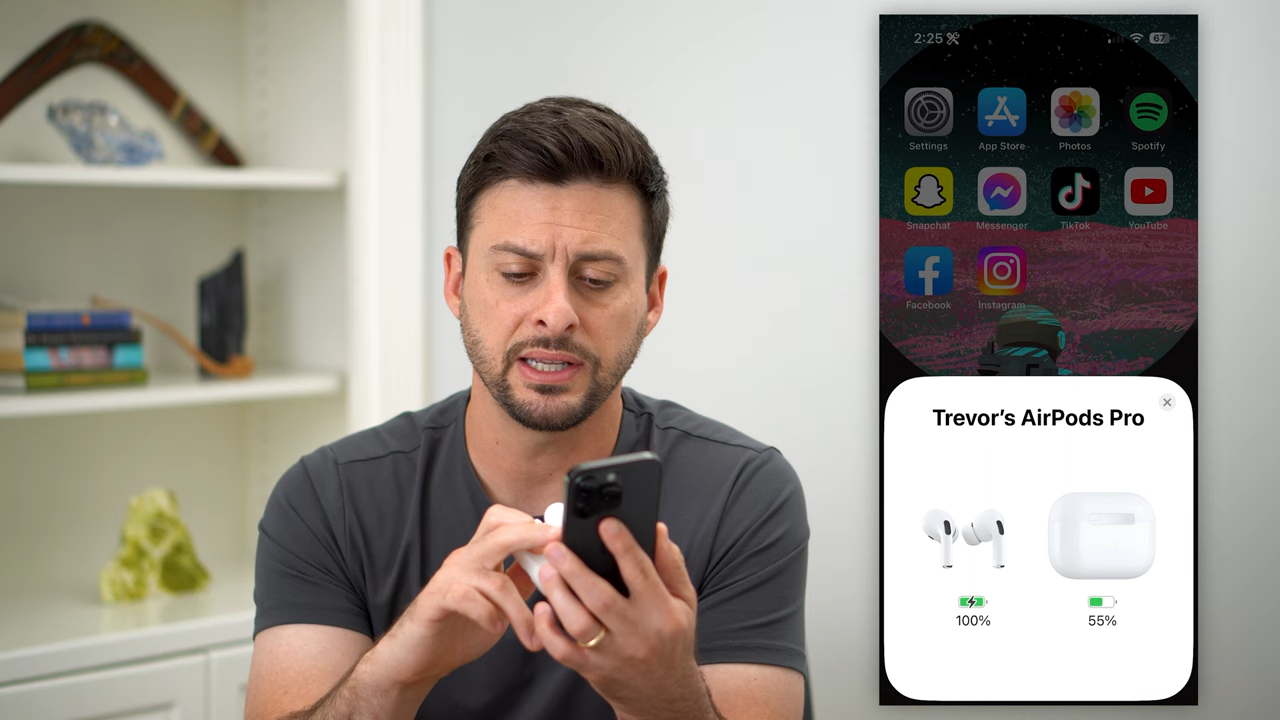 2:25
67
Settings
App Store
Photos
Spotify
Snapchat
Messenger
TikTok
YouTube
Facebook
Instagram
Trevor's AirPods Pro
100%
55%